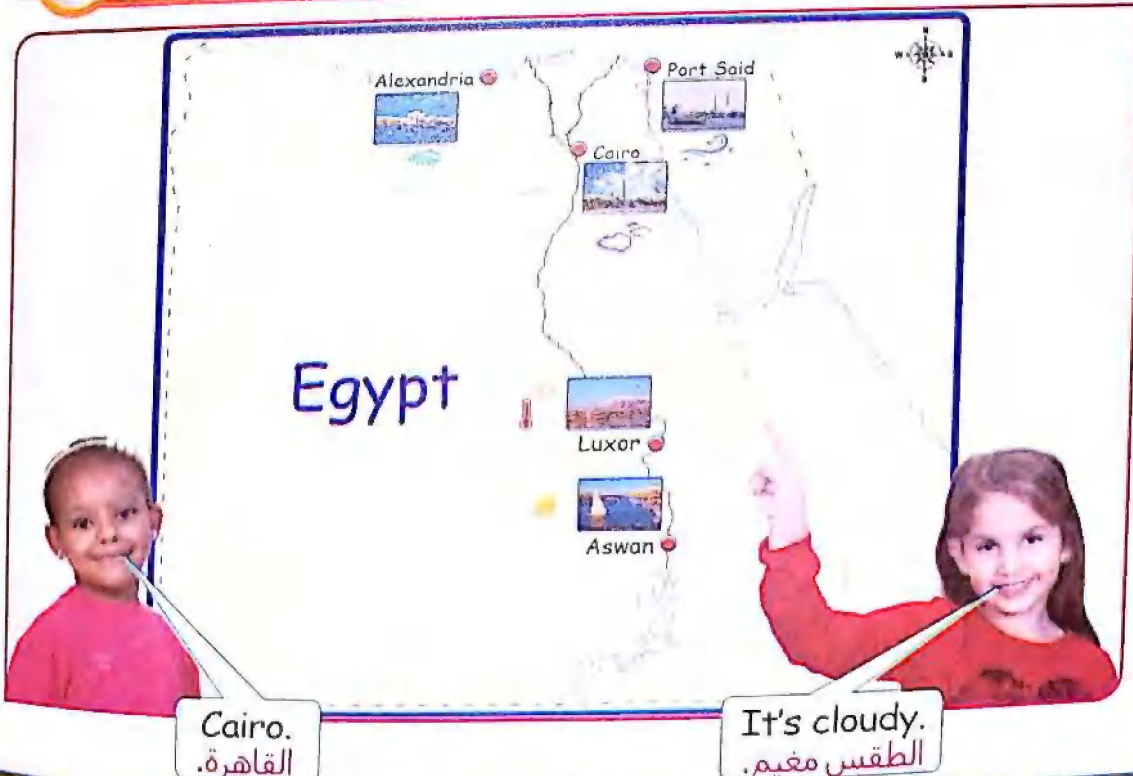 N
W
S
Alexandria
Port Said
Cairo
Egypt
Luxor
Aswan
Cairo.
القاهرة.
It's cloudy.
الطقس مغيم.